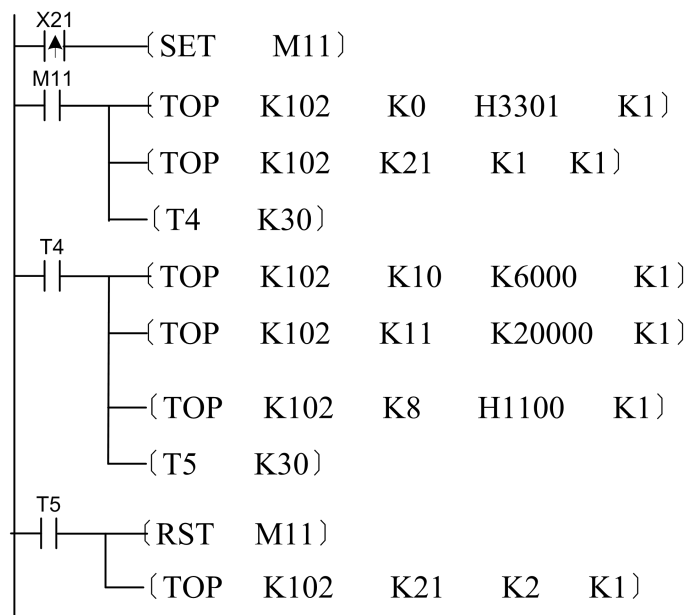 X21
〔SET M11〕
M11
〔TOP K102 K0 H3301 K1〕
〔TOP K102 K21 K1 K1〕
〔T4 K30〕
T4
〔TOP K102 K10 K6000 K1〕
〔TOP K102 K11 K20000 K1〕
〔TOP K102 K8 H1100 K1〕
〔T5 K30〕
T5
〔RST M11〕
〔TOP K102 K21 K2 K1〕